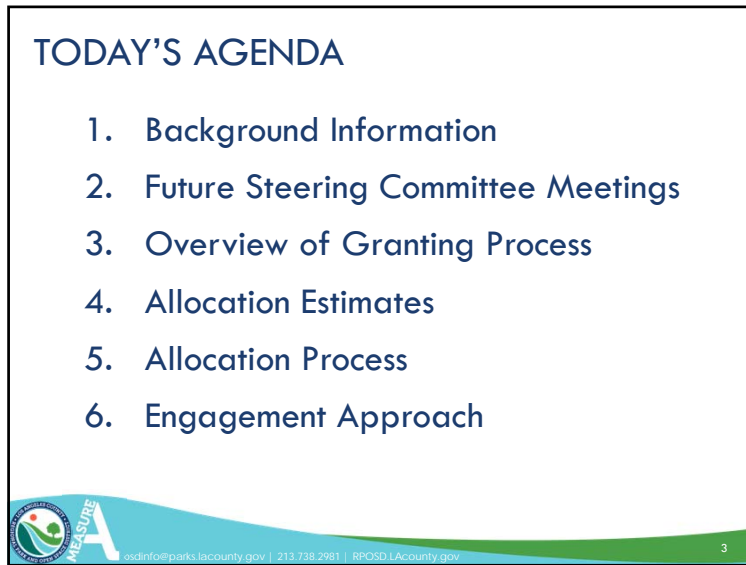 TODAY’S AGENDA
1. Background Information
2. Future Steering Committee Meetings
3. Overview of Granting Process
4. Allocation Estimates
5. Allocation Process
6. Engagement Approach
MEASURE A
osdinfo@parks.lacounty.gov | 213.738.2981 | RPOSD.LAcounty.gov
3